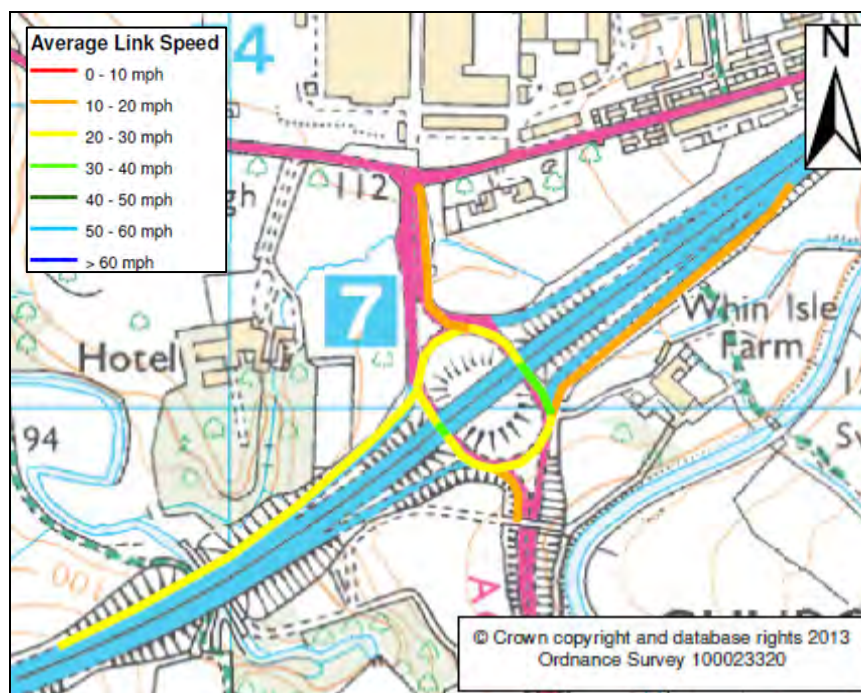 Average Link Speed
0 - 10 mph
10 - 20 mph
20 - 30 mph
30 - 40 mph
40 - 50 mph
50 - 60 mph
> 60 mph
4
N
112
7
Hotel
Whin Isle
Farm
94
100
© Crown copyright and database rights 2013
Ordnance Survey 100023320